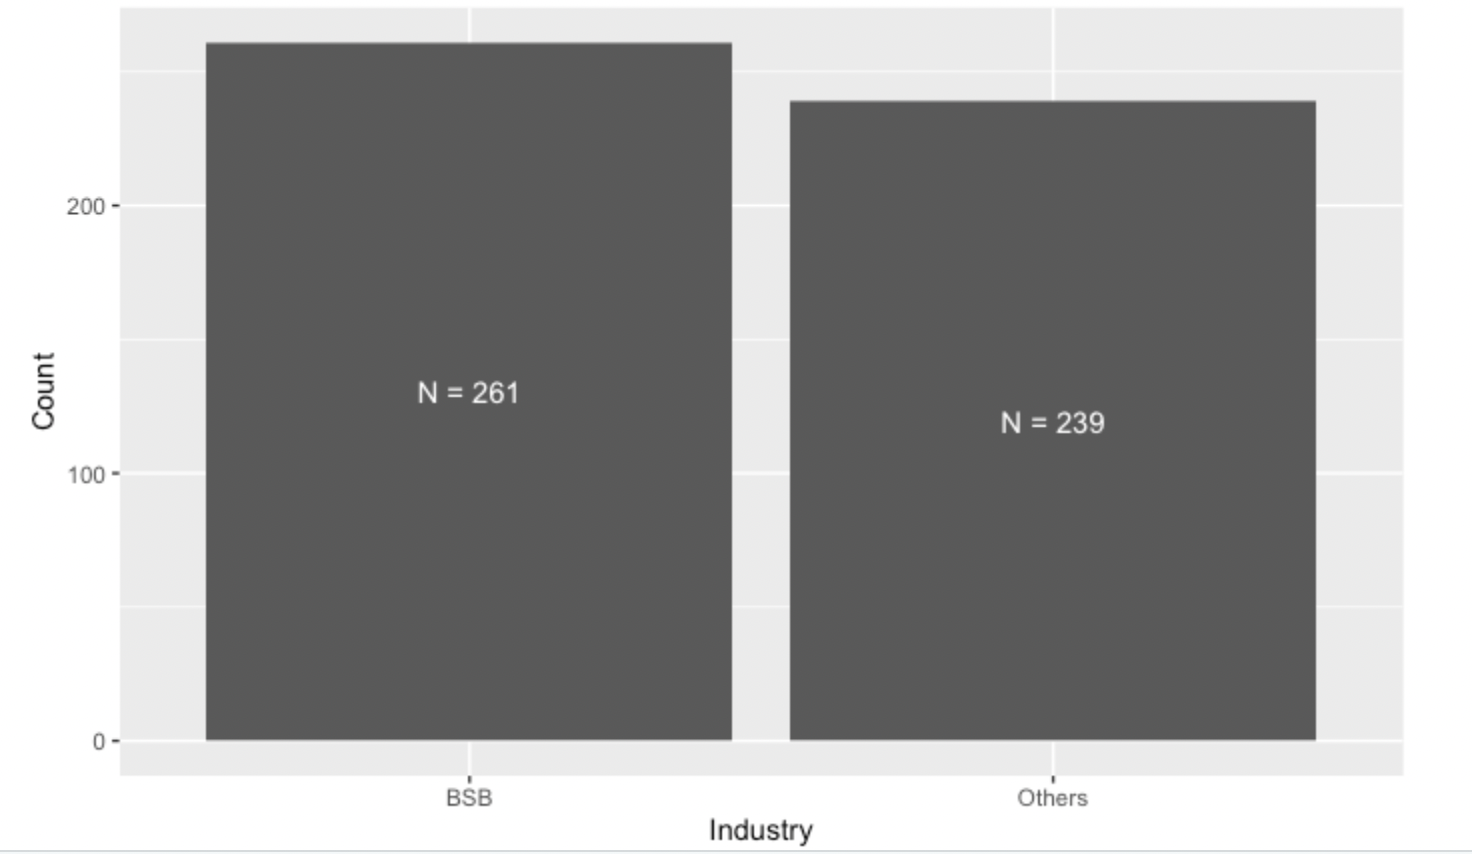 200
100
0
Count
N = 261
N = 239
BSB
Others
Industry